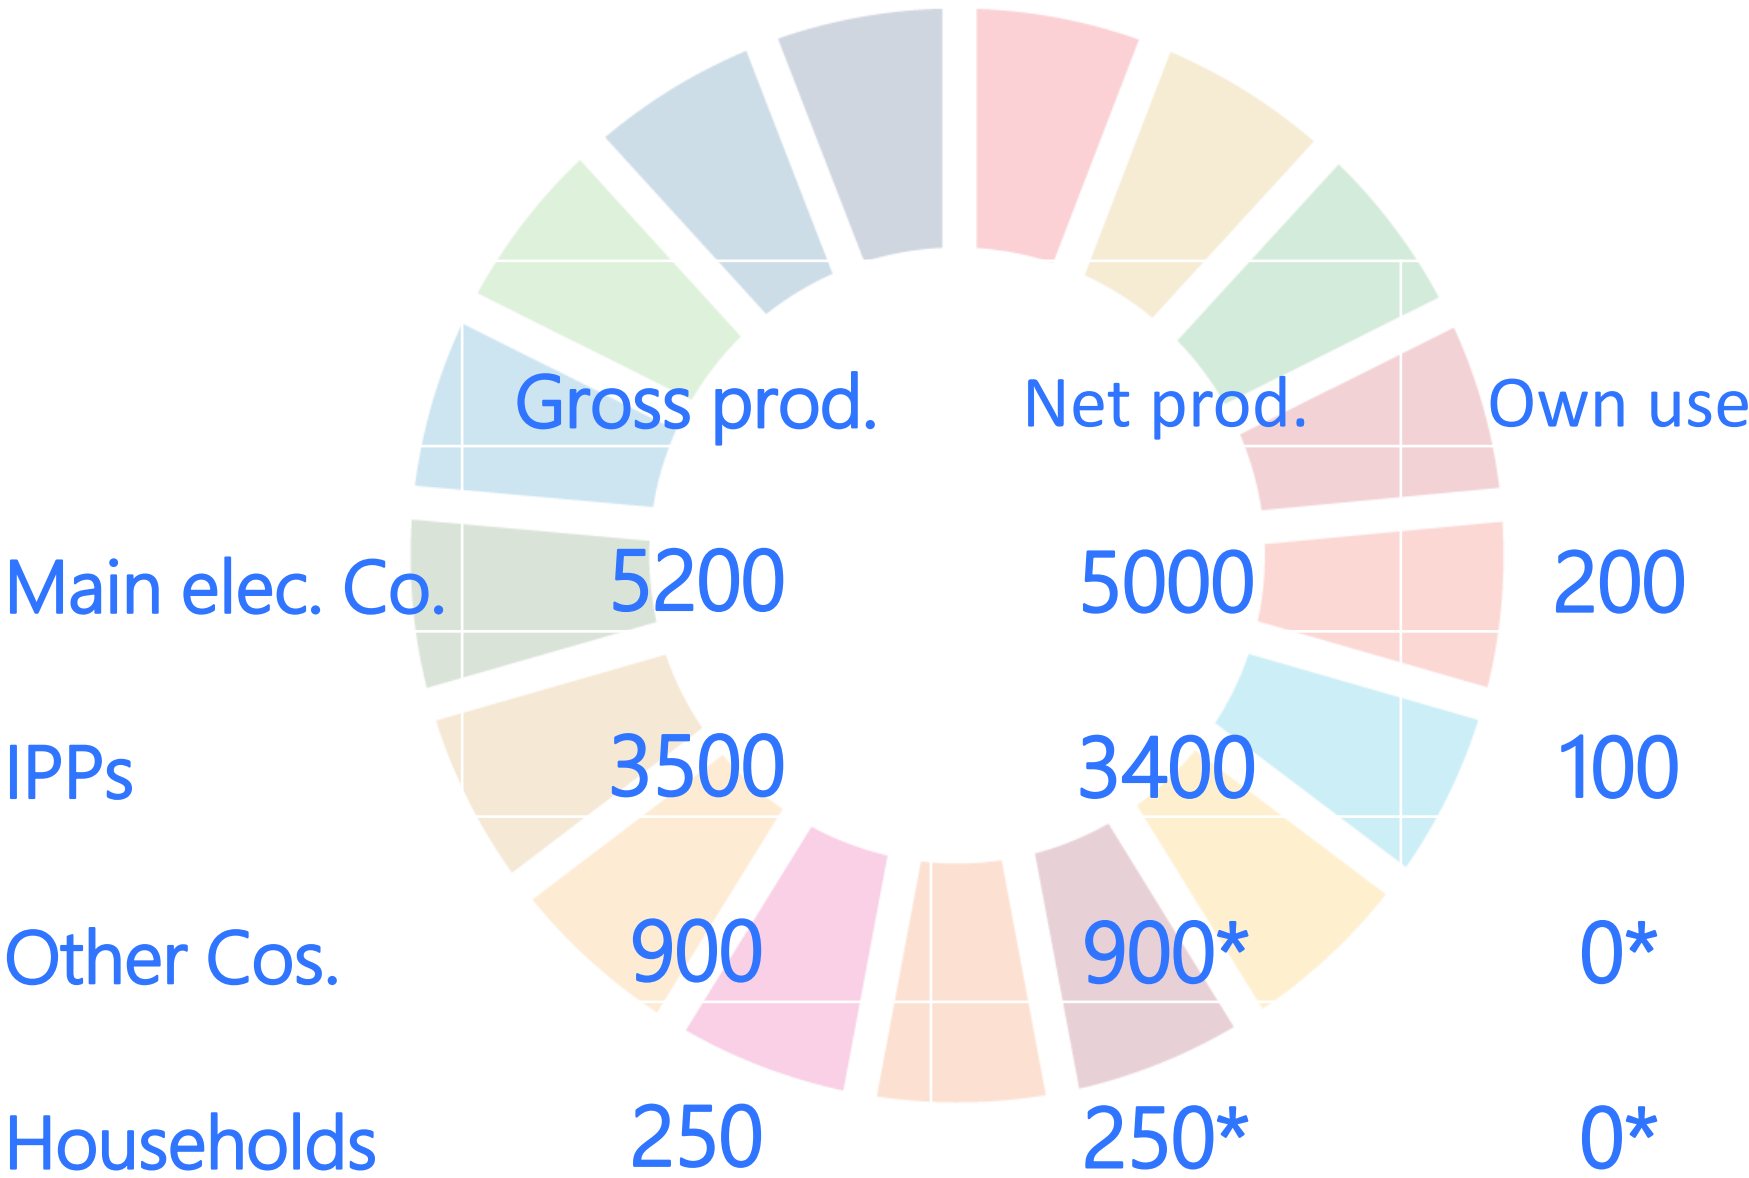 Gross prod. Net prod. Own use
Main elec. Co. 5200 5000 200
IPPs 3500 3400 100
Other Cos. 900 900* 0*
Households 250 250* 0*